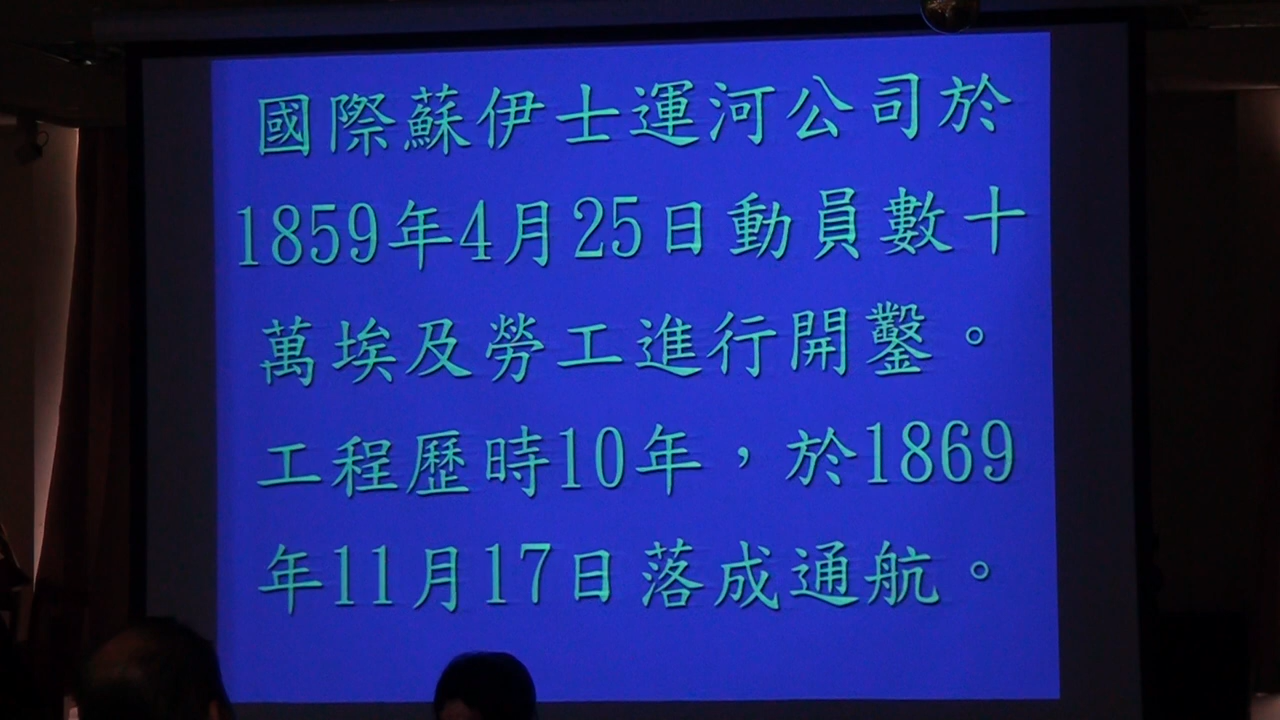 國際蘇伊士運河公司於
1859年4月25日動員數十
萬埃及勞工進行開鑿。
工程歷時10年，於1869
年11月17日落成通航。